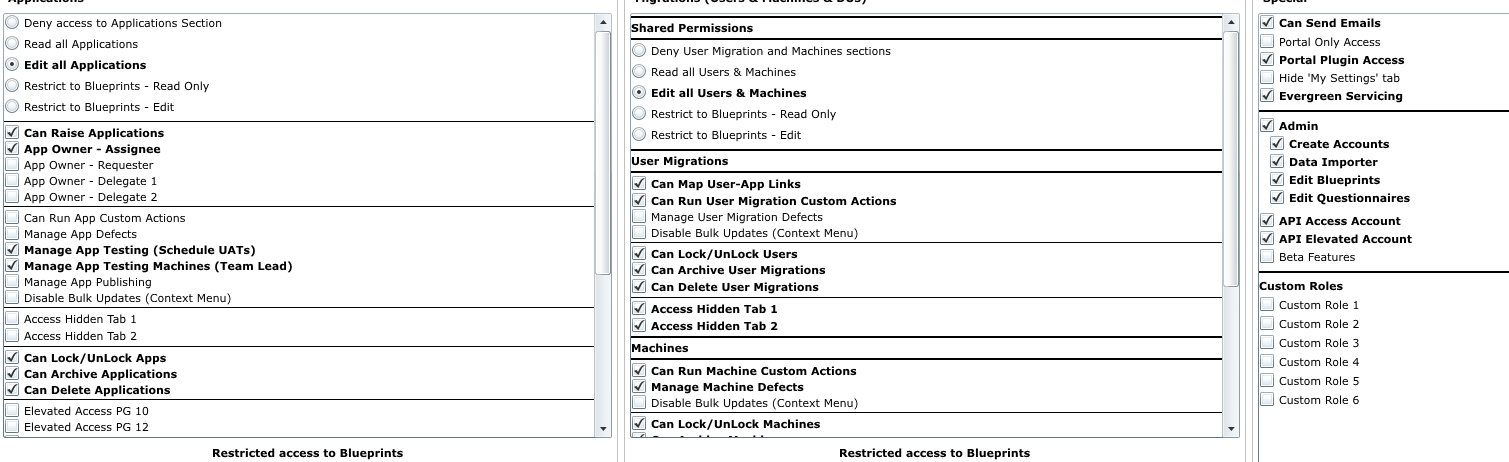 Applications
Deny access to Applications Section
Read all Applications
Edit all Applications
Restrict to Blueprints - Read Only
Restrict to Blueprints - Edit
Can Raise Applications
App Owner - Assignee
App Owner - Requester
App Owner - Delegate 1
App Owner - Delegate 2
Can Run App Custom Actions
Manage App Defects
Manage App Testing (Schedule UATs)
Manage App Testing Machines (Team Lead)
Manage App Publishing
Disable Bulk Updates (Context Menu)
Access Hidden Tab 1
Access Hidden Tab 2
Can Lock/UnLock Apps
Can Archive Applications
Can Delete Applications
Elevated Access PG 10
Elevated Access PG 12
Restricted access to Blueprints
Migrations (Users & Machines & DUs)
Shared Permissions
Deny User Migration and Machines sections
Read all Users & Machines
Edit all Users & Machines
Restrict to Blueprints - Read Only
Restrict to Blueprints - Edit
User Migrations
Can Map User-App Links
Can Run User Migration Custom Actions
Manage User Migration Defects
Disable Bulk Updates (Context Menu)
Can Lock/UnLock Users
Can Archive User Migrations
Can Delete User Migrations
Access Hidden Tab 1
Access Hidden Tab 2
Machines
Can Run Machine Custom Actions
Manage Machine Defects
Disable Bulk Updates (Context Menu)
Can Lock/UnLock Machines
Restricted access to Blueprints
Special
Can Send Emails
Portal Only Access
Portal Plugin Access
Hide 'My Settings' tab
Evergreen Servicing
Admin
Create Accounts
Data Importer
Edit Blueprints
Edit Questionnaires
API Access Account
API Elevated Account
Beta Features
Custom Roles
Custom Role 1
Custom Role 2
Custom Role 3
Custom Role 4
Custom Role 5
Custom Role 6